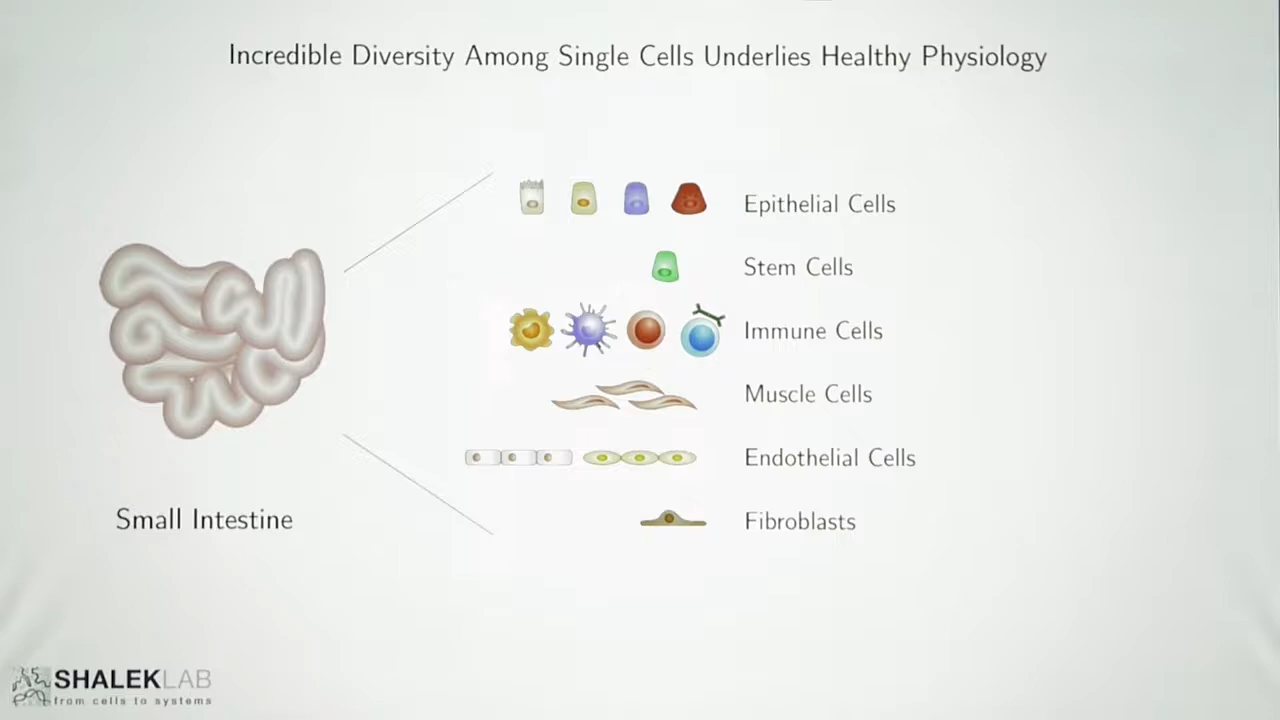 Incredible Diversity Among Single Cells Underlies Healthy Physiology
Epithelial Cells
Stem Cells
Immune Cells
Muscle Cells
Endothelial Cells
Fibroblasts
Small Intestine
SHALEKLAB
from cells to systems